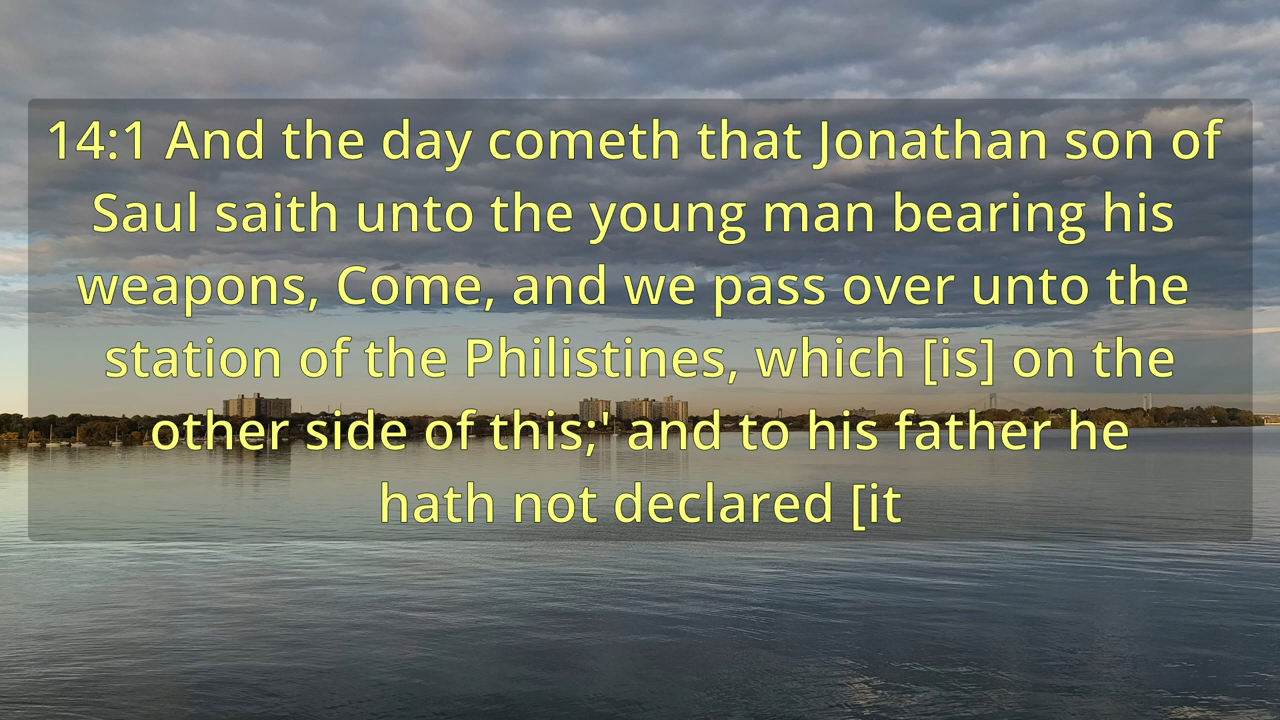 14:1 And the day cometh that Jonathan son of
Saul saith unto the young man bearing his
weapons, Come, and we pass over unto the
station of the Philistines, which [is] on the
other side of this;' and to his father he
hath not declared [it